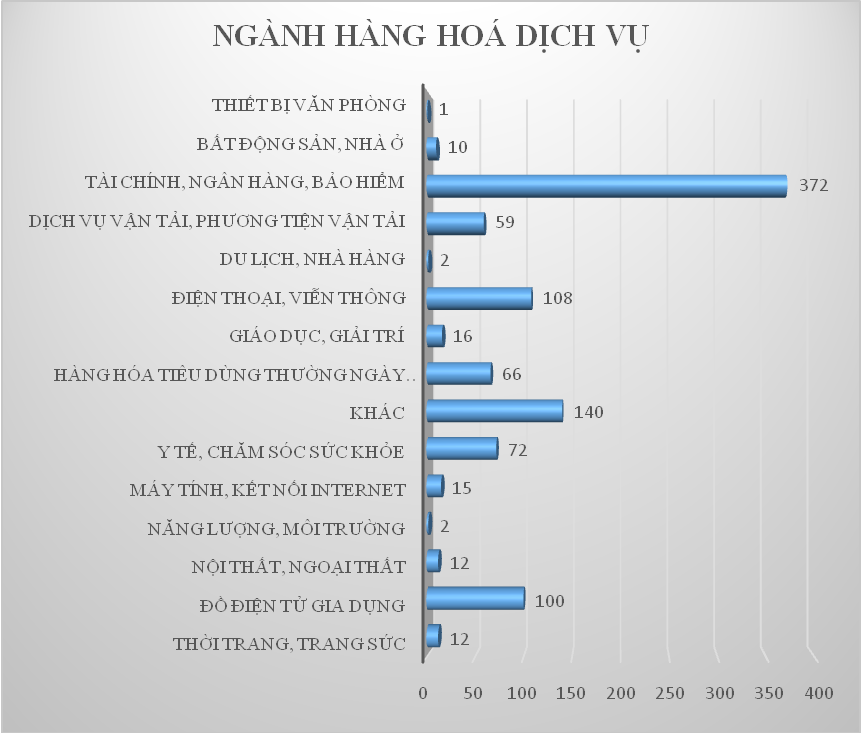 NGÀNH HÀNG HOÁ DỊCH VỤ
THIẾT BỊ VĂN PHÒNG 1
BẤT ĐỘNG SẢN, NHÀ Ở 10
TÀI CHÍNH, NGÂN HÀNG, BẢO HIỂM 372
DỊCH VỤ VẬN TẢI, PHƯƠNG TIỆN VẬN TẢI 59
DU LỊCH, NHÀ HÀNG 2
ĐIỆN THOẠI, VIỄN THÔNG 108
GIÁO DỤC, GIẢI TRÍ 16
HÀNG HÓA TIÊU DÙNG THƯỜNG NGÀY.. 66
KHÁC 140
Y TẾ, CHĂM SÓC SỨC KHỎE 72
MÁY TÍNH, KẾT NỐI INTERNET 15
NĂNG LƯỢNG, MÔI TRƯỜNG 2
NỘI THẤT, NGOẠI THẤT 12
ĐỒ ĐIỆN TỬ GIA DỤNG 100
THỜI TRANG, TRANG SỨC 12
0 50 100 150 200 250 300 350 400